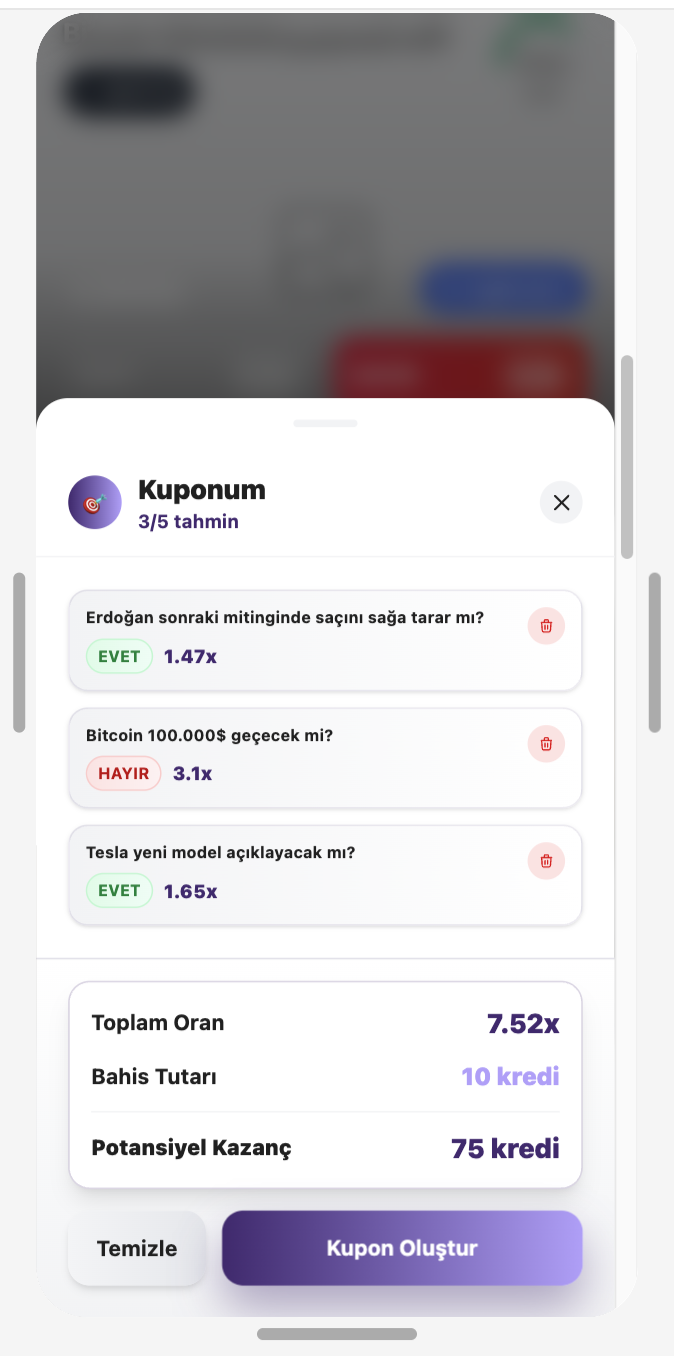 Kuponum
3/5 tahmin
Erdoğan sonraki mitinginde saçını sağa tarar mı?
EVET 1.47x
Bitcoin 100.000$ geçecek mi?
HAYIR 3.1x
Tesla yeni model açıklayacak mı?
EVET 1.65x
Toplam Oran 7.52x
Bahis Tutarı 10 kredi
Potansiyel Kazanç 75 kredi
Temizle Kupon Oluştur